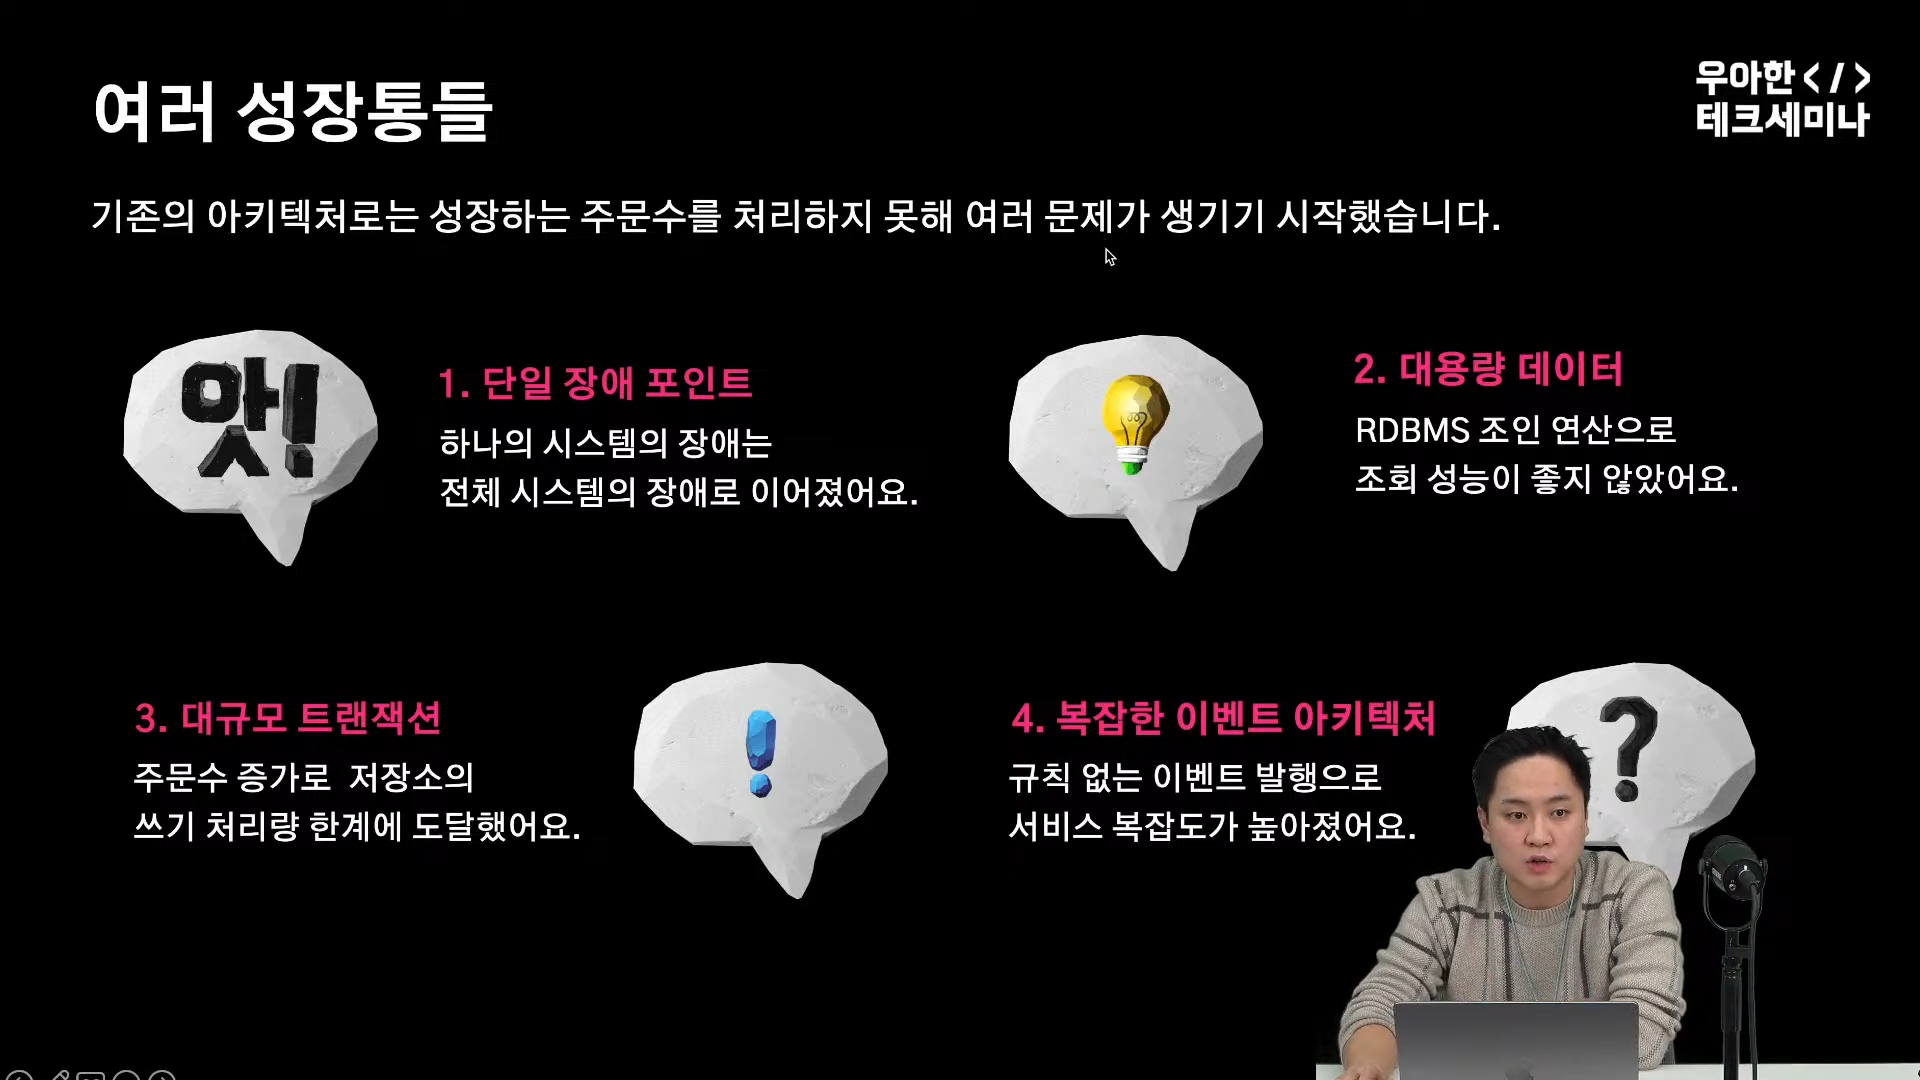 여러 성장통들
우아한</>
테크세미나
기존의 아키텍처로는 성장하는 주문수를 처리하지 못해 여러 문제가 생기기 시작했습니다.
앗!
1. 단일 장애 포인트
하나의 시스템의 장애는
전체 시스템의 장애로 이어졌어요.
2. 대용량 데이터
RDBMS 조인 연산으로
조회 성능이 좋지 않았어요.
3. 대규모 트랜잭션
주문수 증가로  저장소의
쓰기 처리량 한계에 도달했어요.
!
4. 복잡한 이벤트 아키텍처
규칙 없는 이벤트 발행으로
서비스 복잡도가 높아졌어요.
?